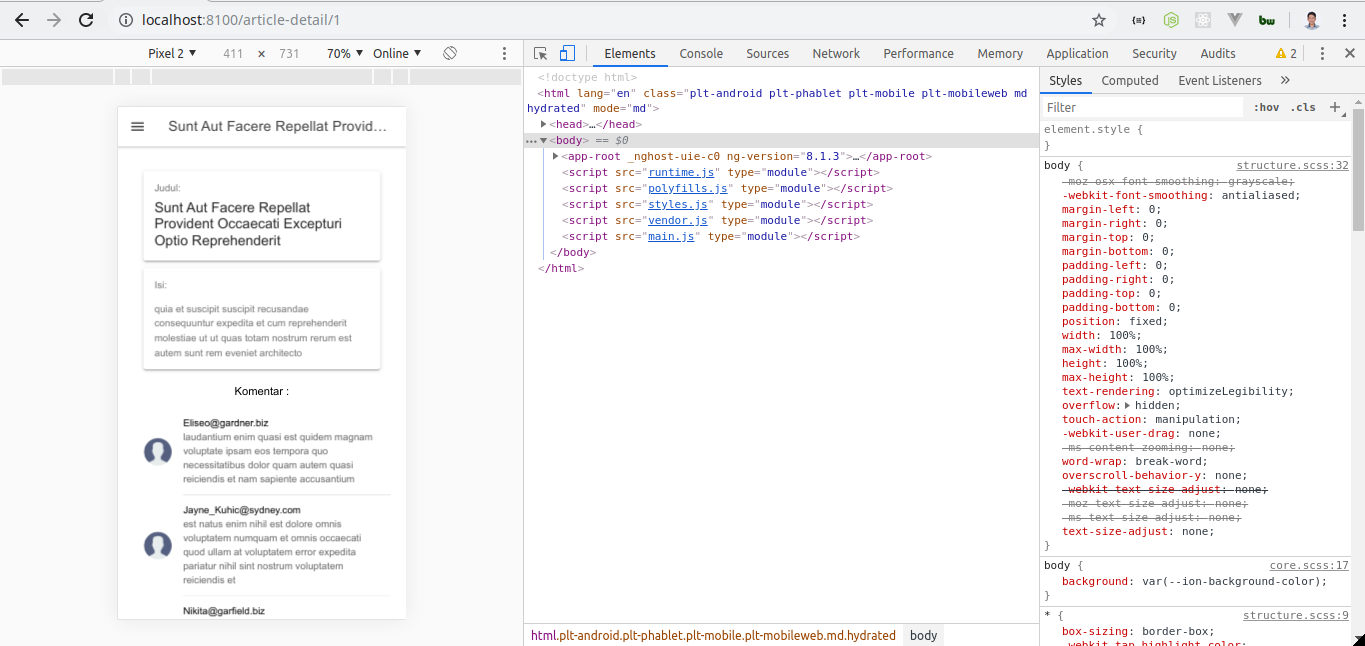 localhost:8100/article-detail/1
Pixel 2 ▼ 411 × 731 70% ▼ Online ▼
Elements Console Sources Network Performance Memory Application Security Audits 2
Sunt Aut Facere Repellat Provid...
Judul:
Sunt Aut Facere Repellat
Provident Occaecati Excepturi
Optio Reprehenderit
Isi:
quia et suscipit suscipit recusandae
consequuntur expedita et cum reprehenderit
molestiae ut ut quas totam nostrum rerum est
autem sunt rem eveniet architecto
Komentar :
Eliseo@gardner.biz
laudantium enim quasi est quidem magnam
voluptate ipsam eos tempora quo
necessitatibus dolor quam autem quasi
reiciendis et nam sapiente accusantium
Jayne_Kuhic@sydney.com
est natus enim nihil est dolore omnis
voluptatem numquam et omnis occaecati
quod ullam at voluptatem error expedita
pariatur nihil sint nostrum voluptatem
reiciendis et
Nikita@garfield.biz
<!doctype html>
<html lang="en" class="plt-android plt-phablet plt-mobile plt-mobileweb md
hydrated" mode="md">
▶<head>…</head>
…▼<body> == $0
▶<app-root _nghost-uie-c0 ng-version="8.1.3">…</app-root>
<script src="runtime.js" type="module"></script>
<script src="polyfills.js" type="module"></script>
<script src="styles.js" type="module"></script>
<script src="vendor.js" type="module"></script>
<script src="main.js" type="module"></script>
</body>
</html>
html.plt-android.plt-phablet.plt-mobile.plt-mobileweb.md.hydrated body
Styles Computed Event Listeners »
Filter :hov .cls +
element.style {
}
body { structure.scss:32
-moz-osx-font-smoothing: grayscale;
-webkit-font-smoothing: antialiased;
margin-left: 0;
margin-right: 0;
margin-top: 0;
margin-bottom: 0;
padding-left: 0;
padding-right: 0;
padding-top: 0;
padding-bottom: 0;
position: fixed;
width: 100%;
max-width: 100%;
height: 100%;
max-height: 100%;
text-rendering: optimizeLegibility;
overflow:▶hidden;
touch-action: manipulation;
-webkit-user-drag: none;
-ms-content-zooming: none;
word-wrap: break-word;
overscroll-behavior-y: none;
-webkit-text-size-adjust: none;
-moz-text-size-adjust: none;
-ms-text-size-adjust: none;
text-size-adjust: none;
}
body { core.scss:17
background: var(--ion-background-color);
}
* { structure.scss:9
box-sizing: border-box;
-webkit-tap-highlight-color: